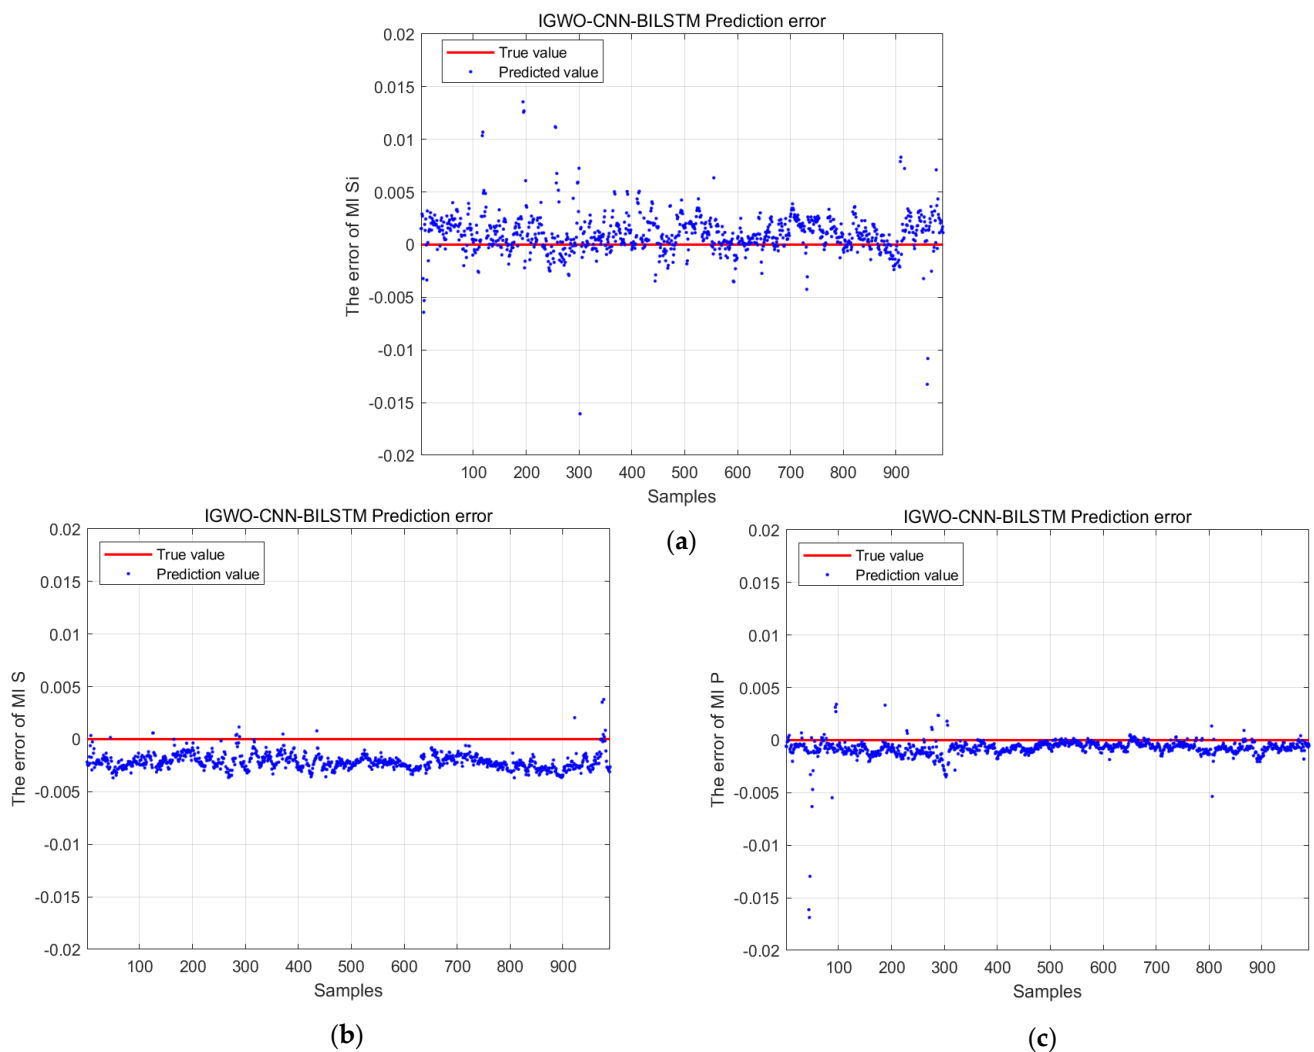 IGWO-CNN-BILSTM Prediction error
True value
Predicted value
0.02
0.015
0.01
0.005
0
-0.005
-0.01
-0.015
-0.02
The error of MI Si
100 200 300 400 500 600 700 800 900
Samples
(a)
IGWO-CNN-BILSTM Prediction error
True value
Prediction value
0.02
0.015
0.01
0.005
0
-0.005
-0.01
-0.015
-0.02
The error of MI S
100 200 300 400 500 600 700 800 900
Samples
(b)
IGWO-CNN-BILSTM Prediction error
True value
Prediction value
0.02
0.015
0.01
0.005
0
-0.005
-0.01
-0.015
-0.02
The error of MI P
100 200 300 400 500 600 700 800 900
Samples
(c)